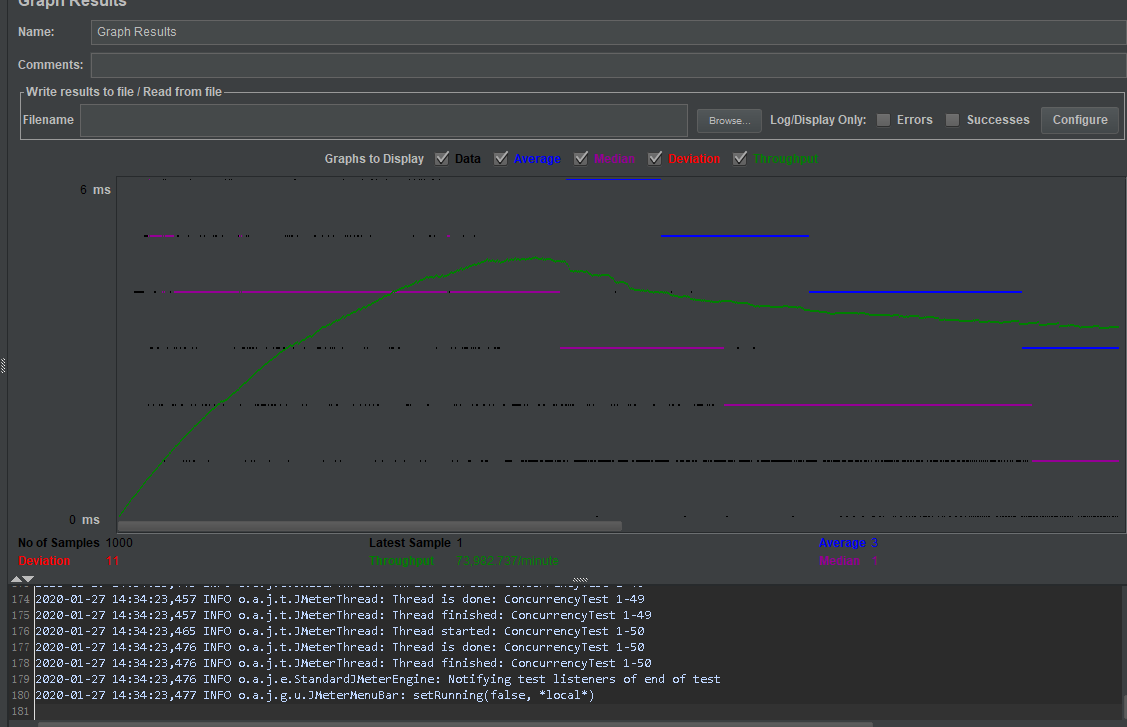 Graph Results
Name: Graph Results
Comments:
Write results to file / Read from file
Filename Browse... Log/Display Only: Errors Successes Configure
Graphs to Display Data Average Median Deviation Throughput
6 ms
0 ms
No of Samples 1000 Latest Sample 1 Average 3
Deviation 11 Throughput 73,982.737/minute Median 1
174 2020-01-27 14:34:23,457 INFO o.a.j.t.JMeterThread: Thread is done: ConcurrencyTest 1-49
175 2020-01-27 14:34:23,457 INFO o.a.j.t.JMeterThread: Thread finished: ConcurrencyTest 1-49
176 2020-01-27 14:34:23,465 INFO o.a.j.t.JMeterThread: Thread started: ConcurrencyTest 1-50
177 2020-01-27 14:34:23,476 INFO o.a.j.t.JMeterThread: Thread is done: ConcurrencyTest 1-50
178 2020-01-27 14:34:23,476 INFO o.a.j.t.JMeterThread: Thread finished: ConcurrencyTest 1-50
179 2020-01-27 14:34:23,476 INFO o.a.j.e.StandardJMeterEngine: Notifying test listeners of end of test
180 2020-01-27 14:34:23,477 INFO o.a.j.g.u.JMeterMenuBar: setRunning(false, *local*)
181